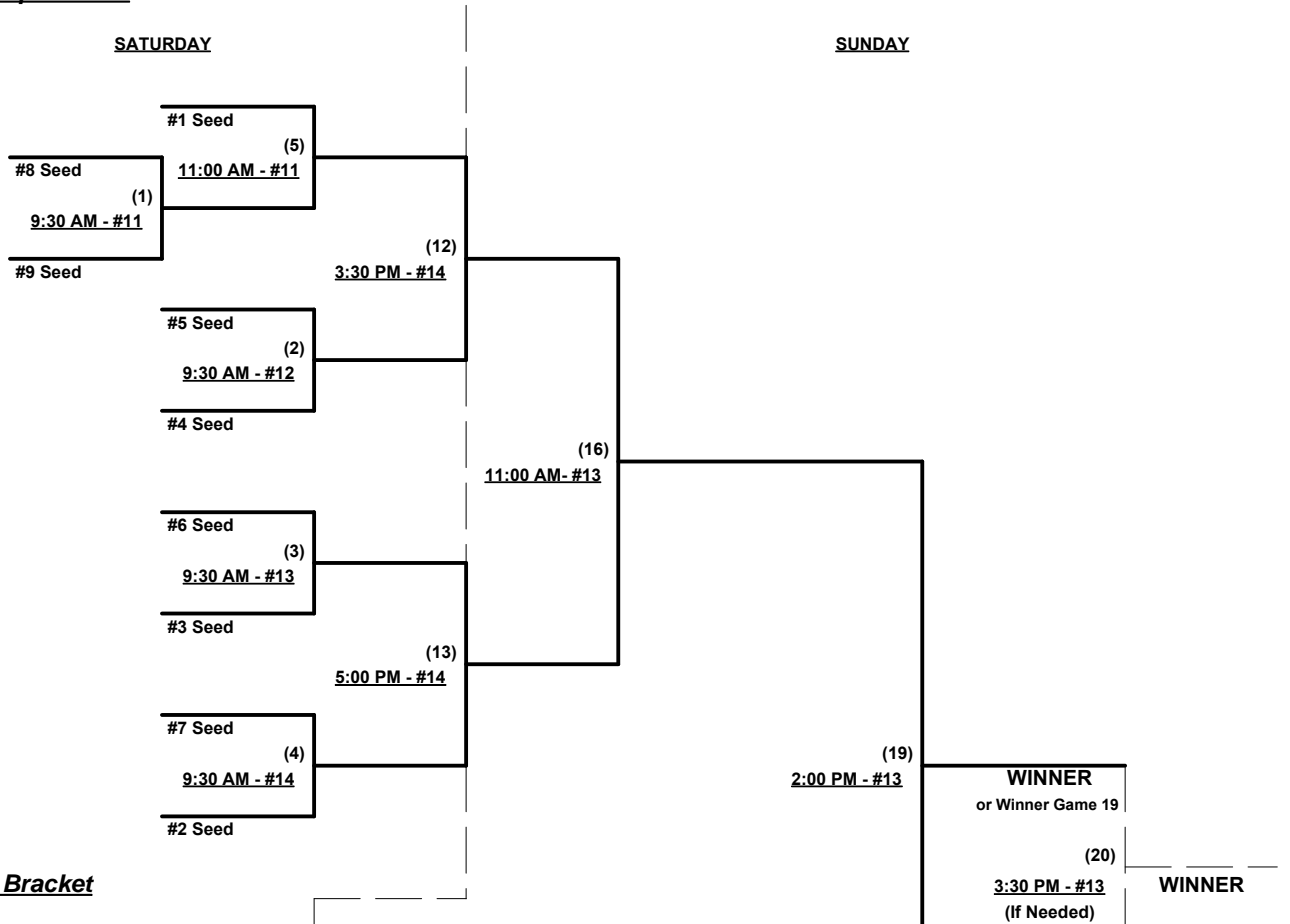 SATURDAY
SUNDAY
#1 Seed
(5)
11:00 AM - #11
#8 Seed
(1)
9:30 AM - #11
#9 Seed
(12)
3:30 PM - #14
#5 Seed
(2)
9:30 AM - #12
#4 Seed
(16)
11:00 AM- #13
#6 Seed
(3)
9:30 AM - #13
#3 Seed
(13)
5:00 PM - #14
#7 Seed
(4)
9:30 AM - #14
#2 Seed
(19)
2:00 PM - #13
WINNER
or Winner Game 19
(20)
3:30 PM - #13
(If Needed)
WINNER
Bracket